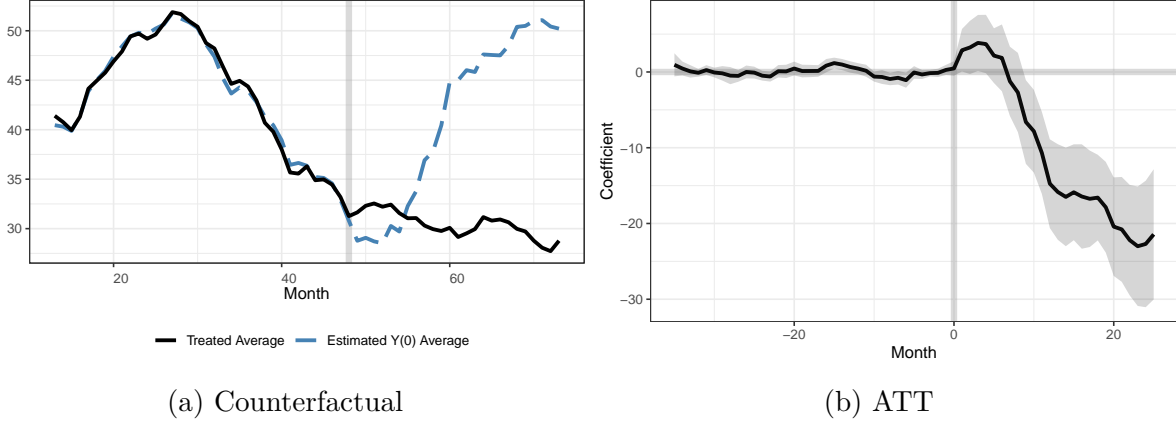 50
45
40
35
30
20
40
60
Month
Treated Average
Estimated Y(0) Average
(a) Counterfactual
0
−10
−20
−30
Coefficient
−20
0
20
Month
(b) ATT